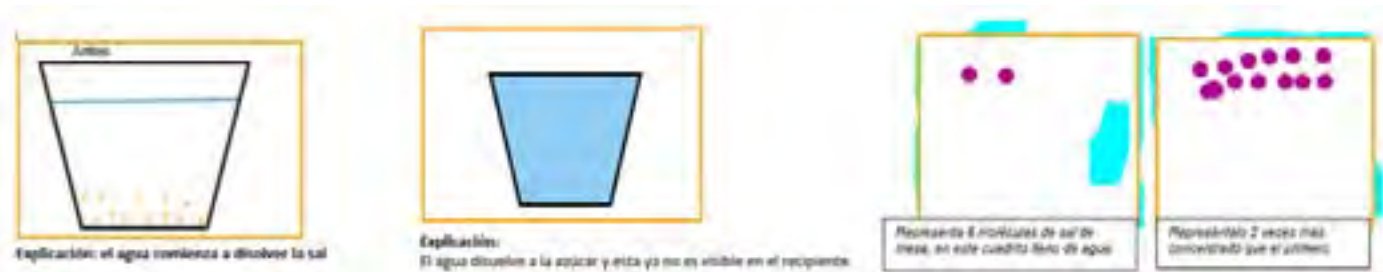 Antes
Explicación: el agua comienza a disolver la sal
Explicación:
El agua disuelve a la azúcar y esta ya no es visible en el recipiente.
Representa 6 moléculas de sal de
mesa, en este cuadrito lleno de agua
Represéntalo 2 veces más
concentrado que el primero.